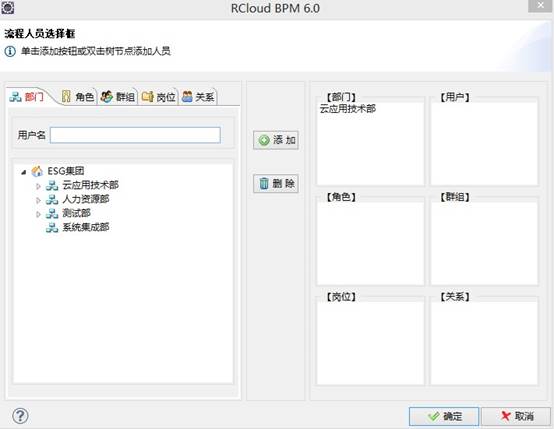 RCloud BPM 6.0
流程人员选择框
单击添加按钮或双击树节点添加人员
部门 角色 群组 岗位 关系
用户名
ESG集团
云应用技术部
人力资源部
测试部
系统集成部
添 加
删 除
【部门】 【用户】
云应用技术部
【角色】 【群组】
【岗位】 【关系】
确定 取消